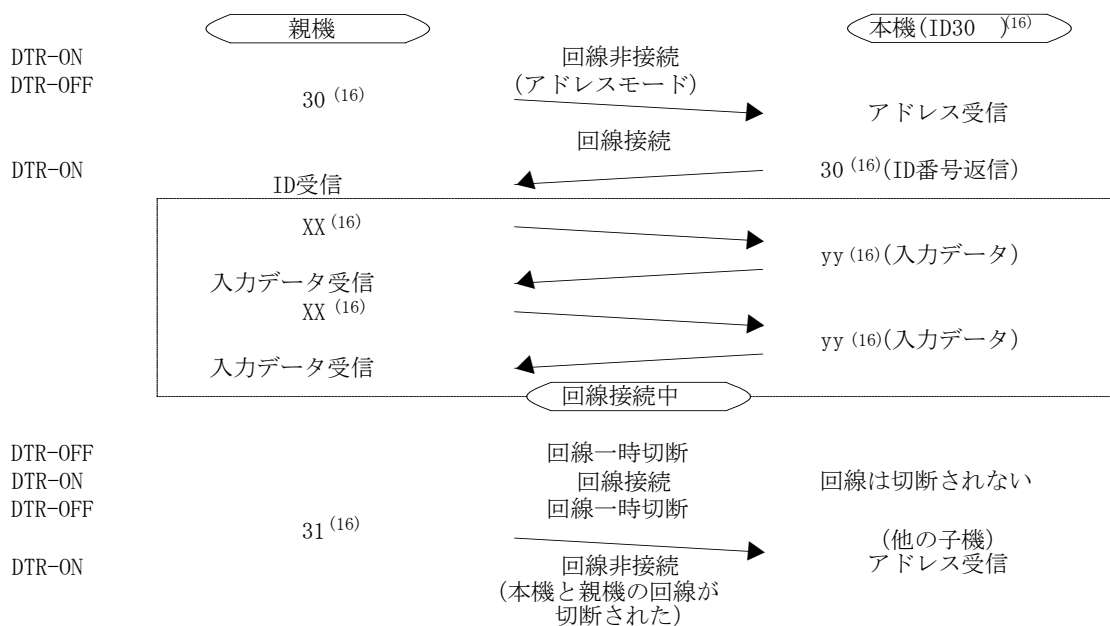 親機 本機(ID30 )(16)
DTR-ON 回線非接続
DTR-OFF (アドレスモード)
30 (16) アドレス受信
回線接続
DTR-ON 30 (16)(ID番号返信)
ID受信
XX (16)
yy (16)(入力データ)
入力データ受信
XX (16)
yy (16)(入力データ)
入力データ受信
回線接続中
DTR-OFF 回線一時切断
DTR-ON 回線接続 回線は切断されない
DTR-OFF 回線一時切断
31 (16) (他の子機)
DTR-ON 回線非接続 アドレス受信
(本機と親機の回線が
切断された)